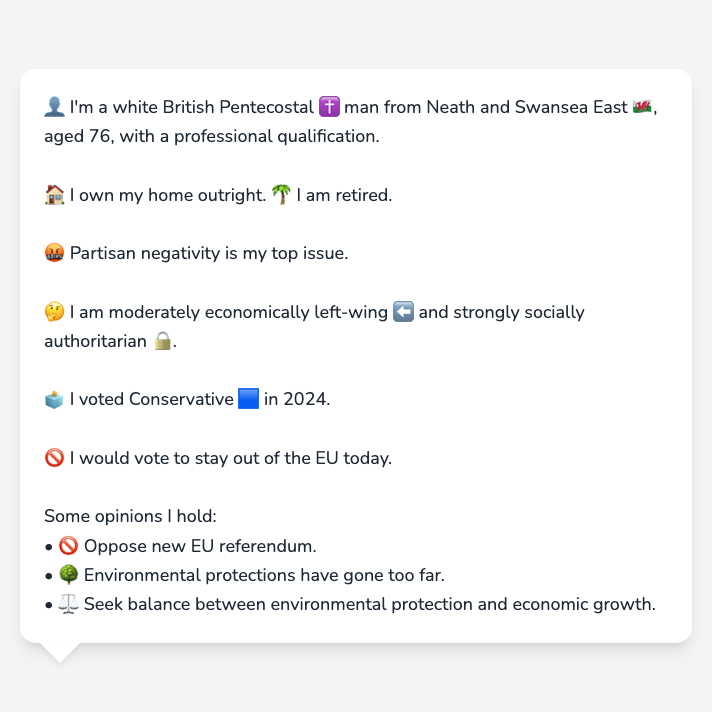 👤 I'm a white British Pentecostal ✝️ man from Neath and Swansea East 🏴󠁧󠁢󠁷󠁬󠁳󠁿,
aged 76, with a professional qualification.
🏠 I own my home outright. 🌴 I am retired.
🤬 Partisan negativity is my top issue.
🤔 I am moderately economically left-wing ⬅️ and strongly socially
authoritarian 🔒.
🗳️ I voted Conservative 🟦 in 2024.
🚫 I would vote to stay out of the EU today.
Some opinions I hold:
• 🚫 Oppose new EU referendum.
• 🌳 Environmental protections have gone too far.
• ⚖️ Seek balance between environmental protection and economic growth.